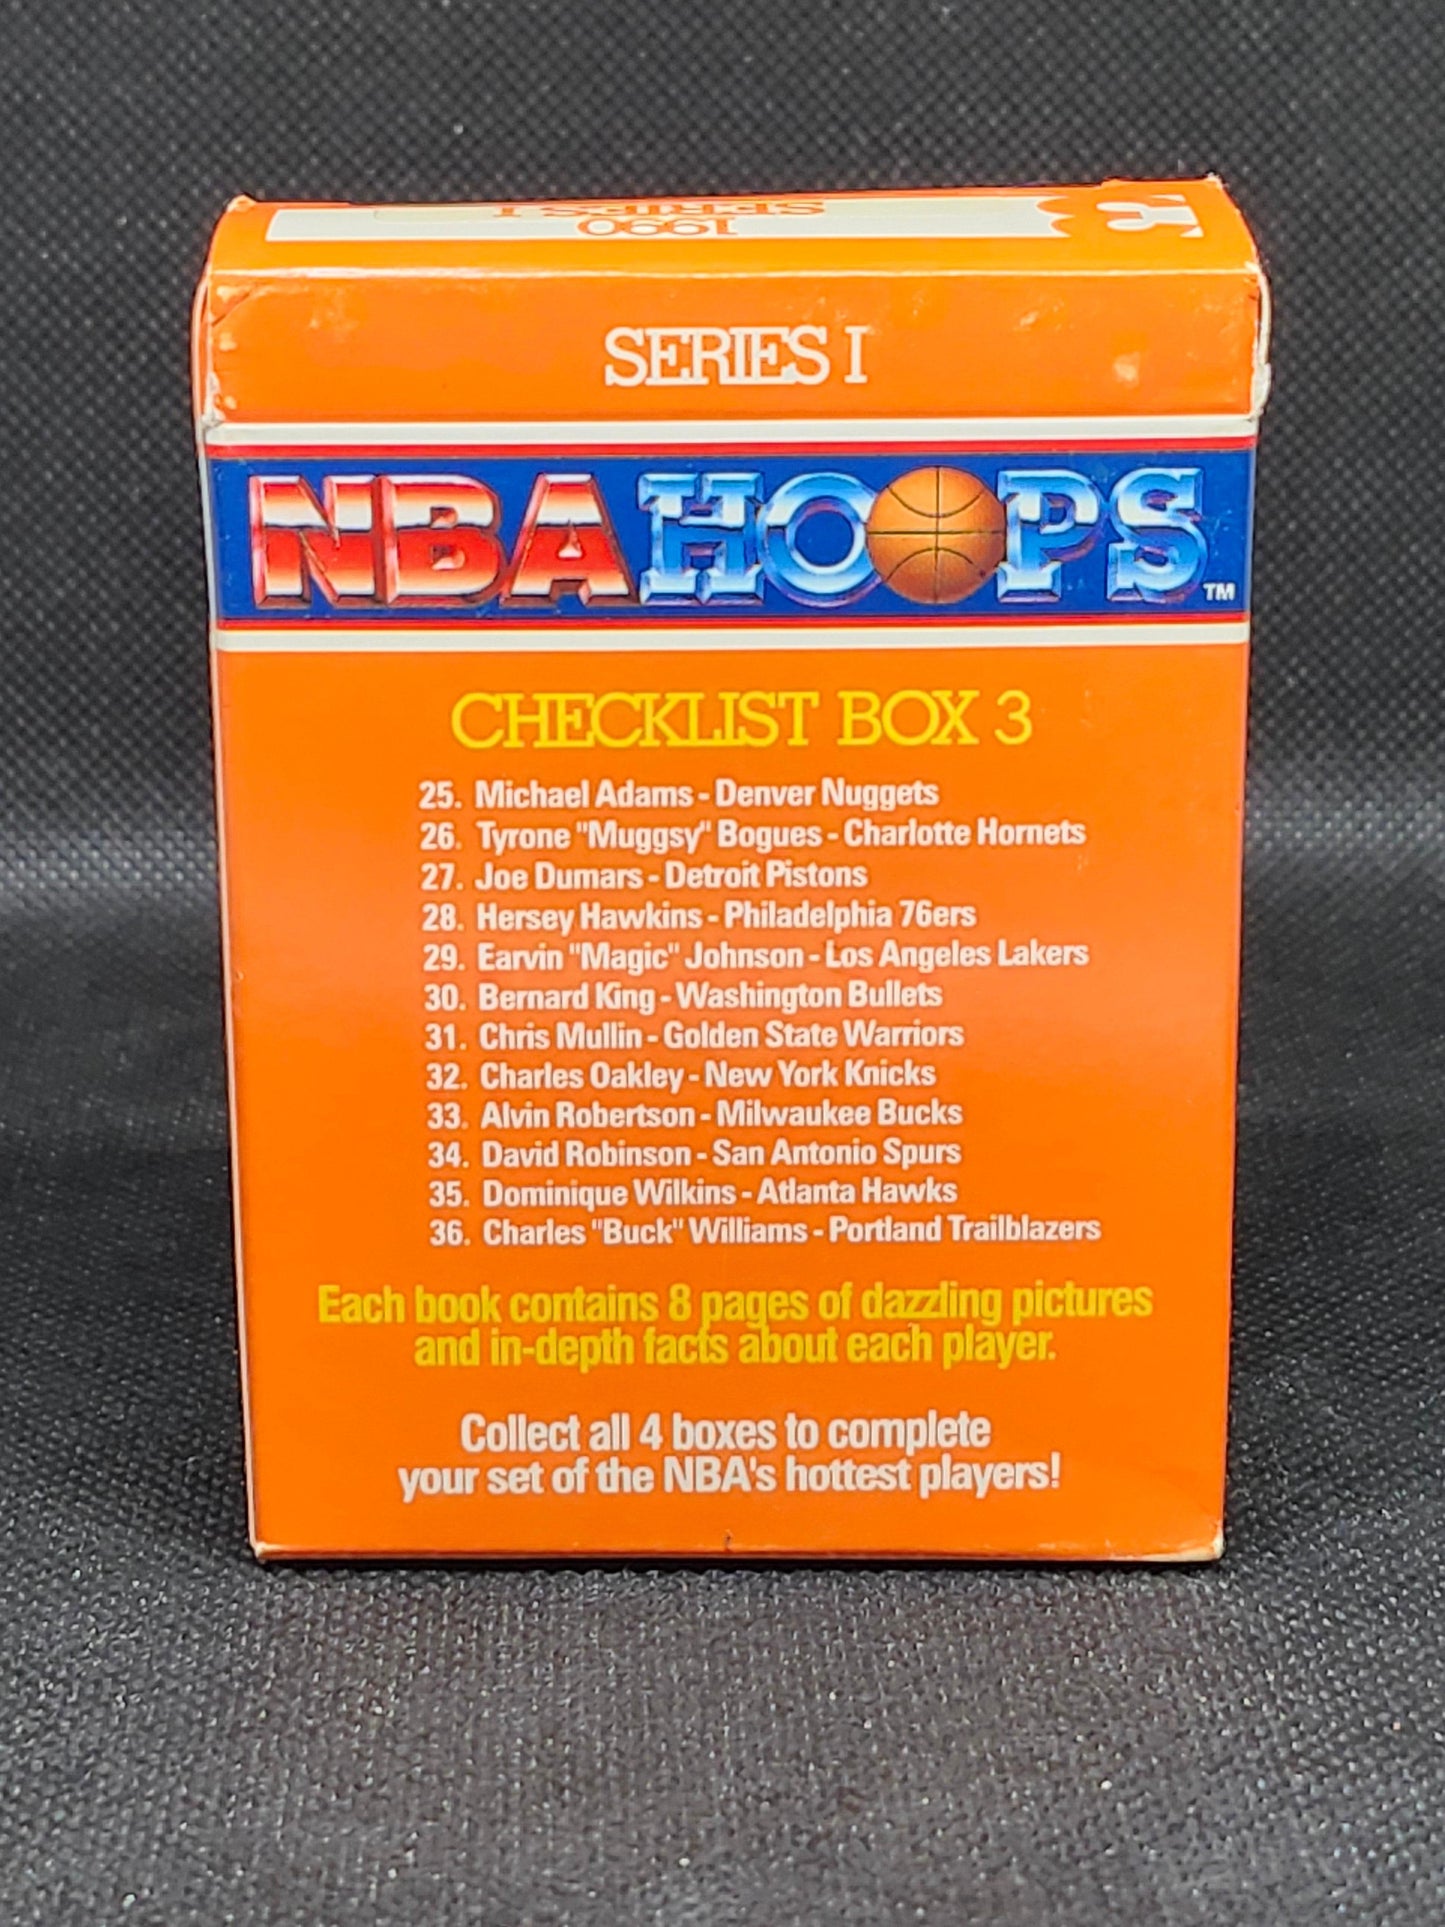 1990
SERIES I
3
SERIES I
NBA HOOPS TM
CHECKLIST BOX 3
25. Michael Adams - Denver Nuggets
26. Tyrone "Muggsy" Bogues - Charlotte Hornets
27. Joe Dumars - Detroit Pistons
28. Hersey Hawkins - Philadelphia 76ers
29. Earvin "Magic" Johnson - Los Angeles Lakers
30. Bernard King - Washington Bullets
31. Chris Mullin - Golden State Warriors
32. Charles Oakley - New York Knicks
33. Alvin Robertson - Milwaukee Bucks
34. David Robinson - San Antonio Spurs
35. Dominique Wilkins - Atlanta Hawks
36. Charles "Buck" Williams - Portland Trailblazers
Each book contains 8 pages of dazzling pictures
and in-depth facts about each player.
Collect all 4 boxes to complete
your set of the NBA's hottest players!